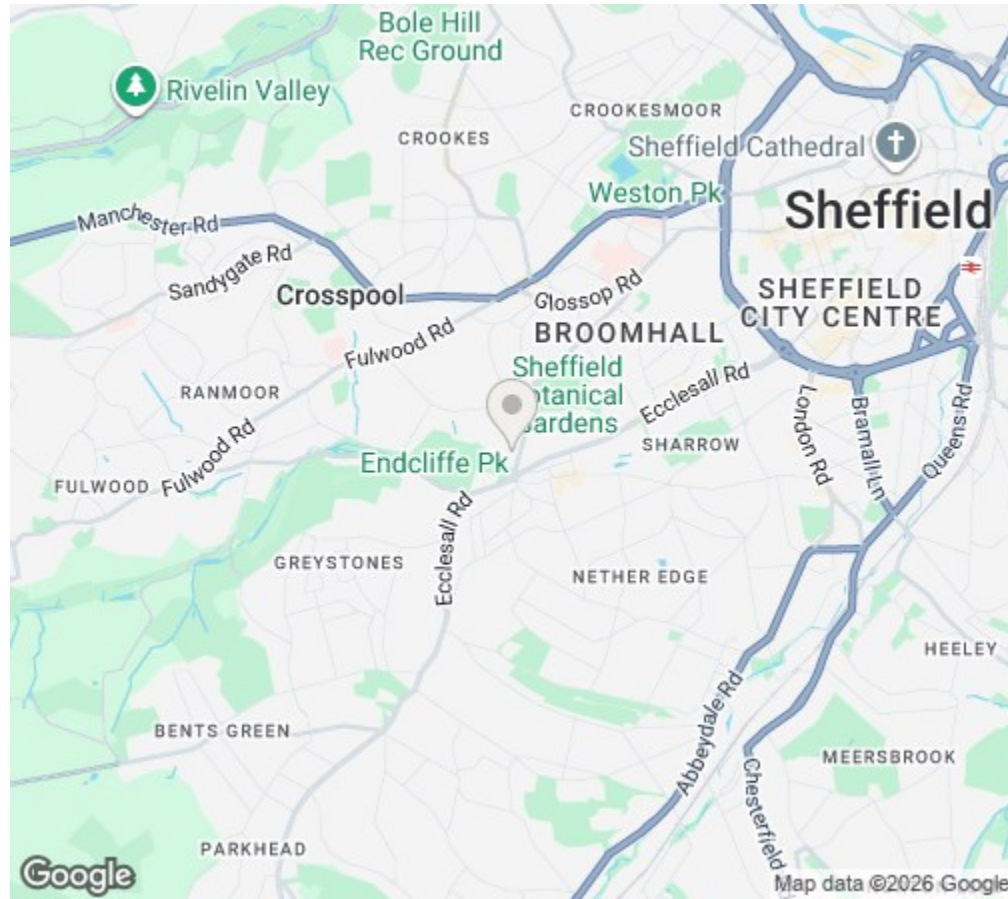 Bole Hill
Rec Ground
Rivelin Valley
CROOKESMOOR
CROOKES
Sheffield Cathedral
Weston Pk
Sheffield
Manchester Rd
Sandygate Rd
Crosspool
Glossop Rd
SHEFFIELD
CITY CENTRE
BROOMHALL
Fulwood Rd
Sheffield
Botanical
Gardens
RANMOOR
Ecclesall Rd
London Rd
Bramall Ln
Queens Rd
SHARROW
Fulwood Rd
Endcliffe Pk
FULWOOD
Ecclesall Rd
GREYSTONES
NETHER EDGE
HEELEY
Abbeydale Rd
BENTS GREEN
MEERSBROOK
Chesterfield
PARKHEAD
Google
Map data ©2026 Google